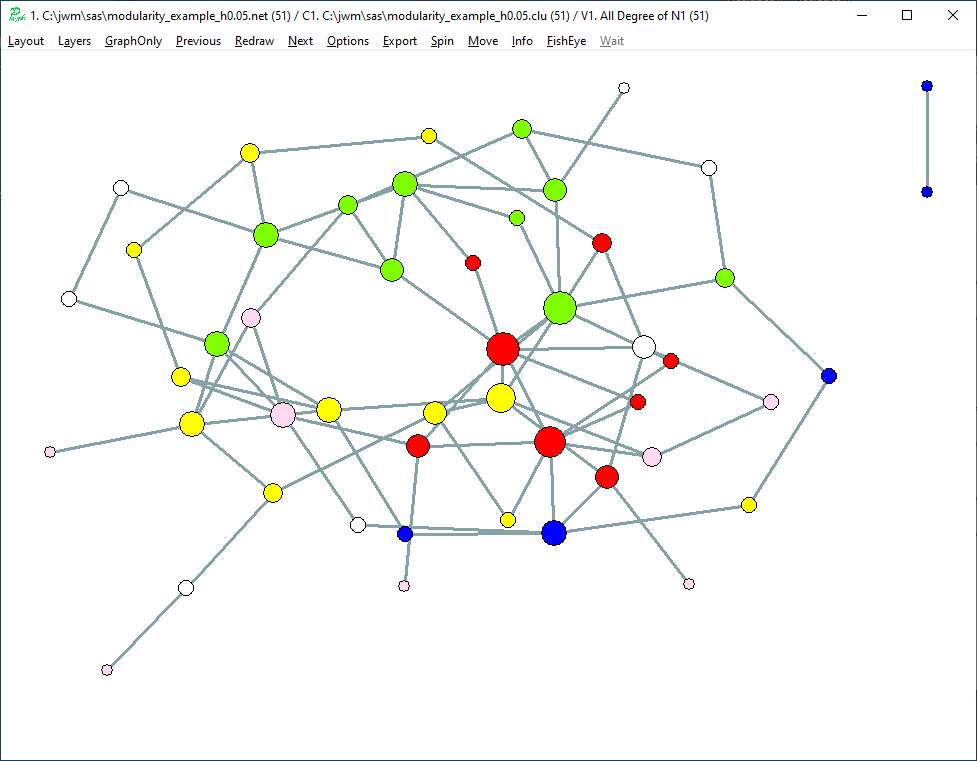 1. C:\jwm\sas\modularity_example_h0.05.net (51) / C1. C:\jwm\sas\modularity_example_h0.05.clu (51) / V1. All Degree of N1 (51)
Layout Layers GraphOnly Previous Redraw Next Options Export Spin Move Info FishEye Wait